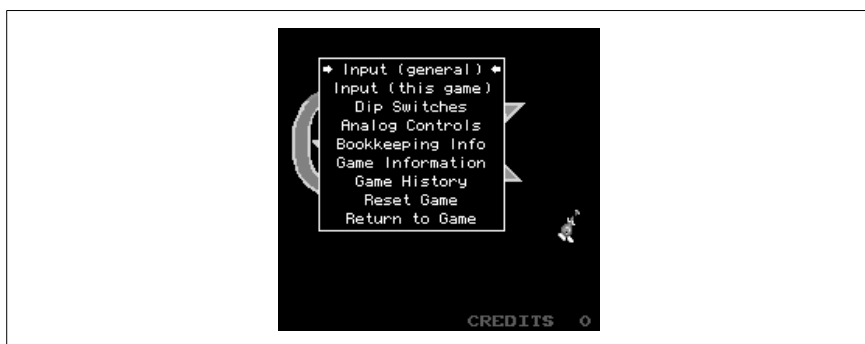 ➡ Input (general) ⬅
Input (this game)
Dip Switches
Analog Controls
Bookkeeping Info
Game Information
Game History
Reset Game
Return to Game
CREDITS 0